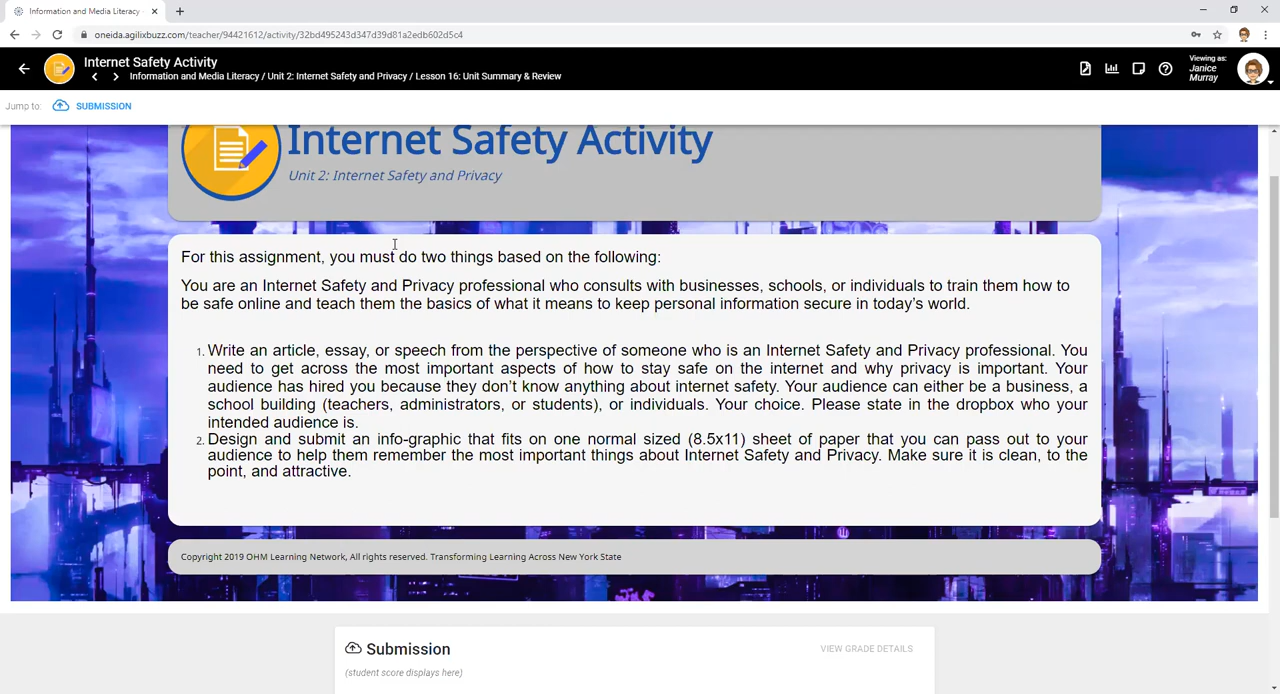 Information and Media Literacy
oneida.agilixbuzz.com/teacher/94421612/activity/32bd495243d347d39d81a2edb602d5c4
Internet Safety Activity
Information and Media Literacy / Unit 2: Internet Safety and Privacy / Lesson 16: Unit Summary & Review
Viewing as:
Janice
Murray
Jump to: SUBMISSION
Internet Safety Activity
Unit 2: Internet Safety and Privacy
For this assignment, you must do two things based on the following:
You are an Internet Safety and Privacy professional who consults with businesses, schools, or individuals to train them how to
be safe online and teach them the basics of what it means to keep personal information secure in today's world.
1. Write an article, essay, or speech from the perspective of someone who is an Internet Safety and Privacy professional. You
need to get across the most important aspects of how to stay safe on the internet and why privacy is important. Your
audience has hired you because they don't know anything about internet safety. Your audience can either be a business, a
school building (teachers, administrators, or students), or individuals. Your choice. Please state in the dropbox who your
intended audience is.
2. Design and submit an info-graphic that fits on one normal sized (8.5x11) sheet of paper that you can pass out to your
audience to help them remember the most important things about Internet Safety and Privacy. Make sure it is clean, to the
point, and attractive.
Copyright 2019 OHM Learning Network, All rights reserved. Transforming Learning Across New York State
Submission
VIEW GRADE DETAILS
(student score displays here)